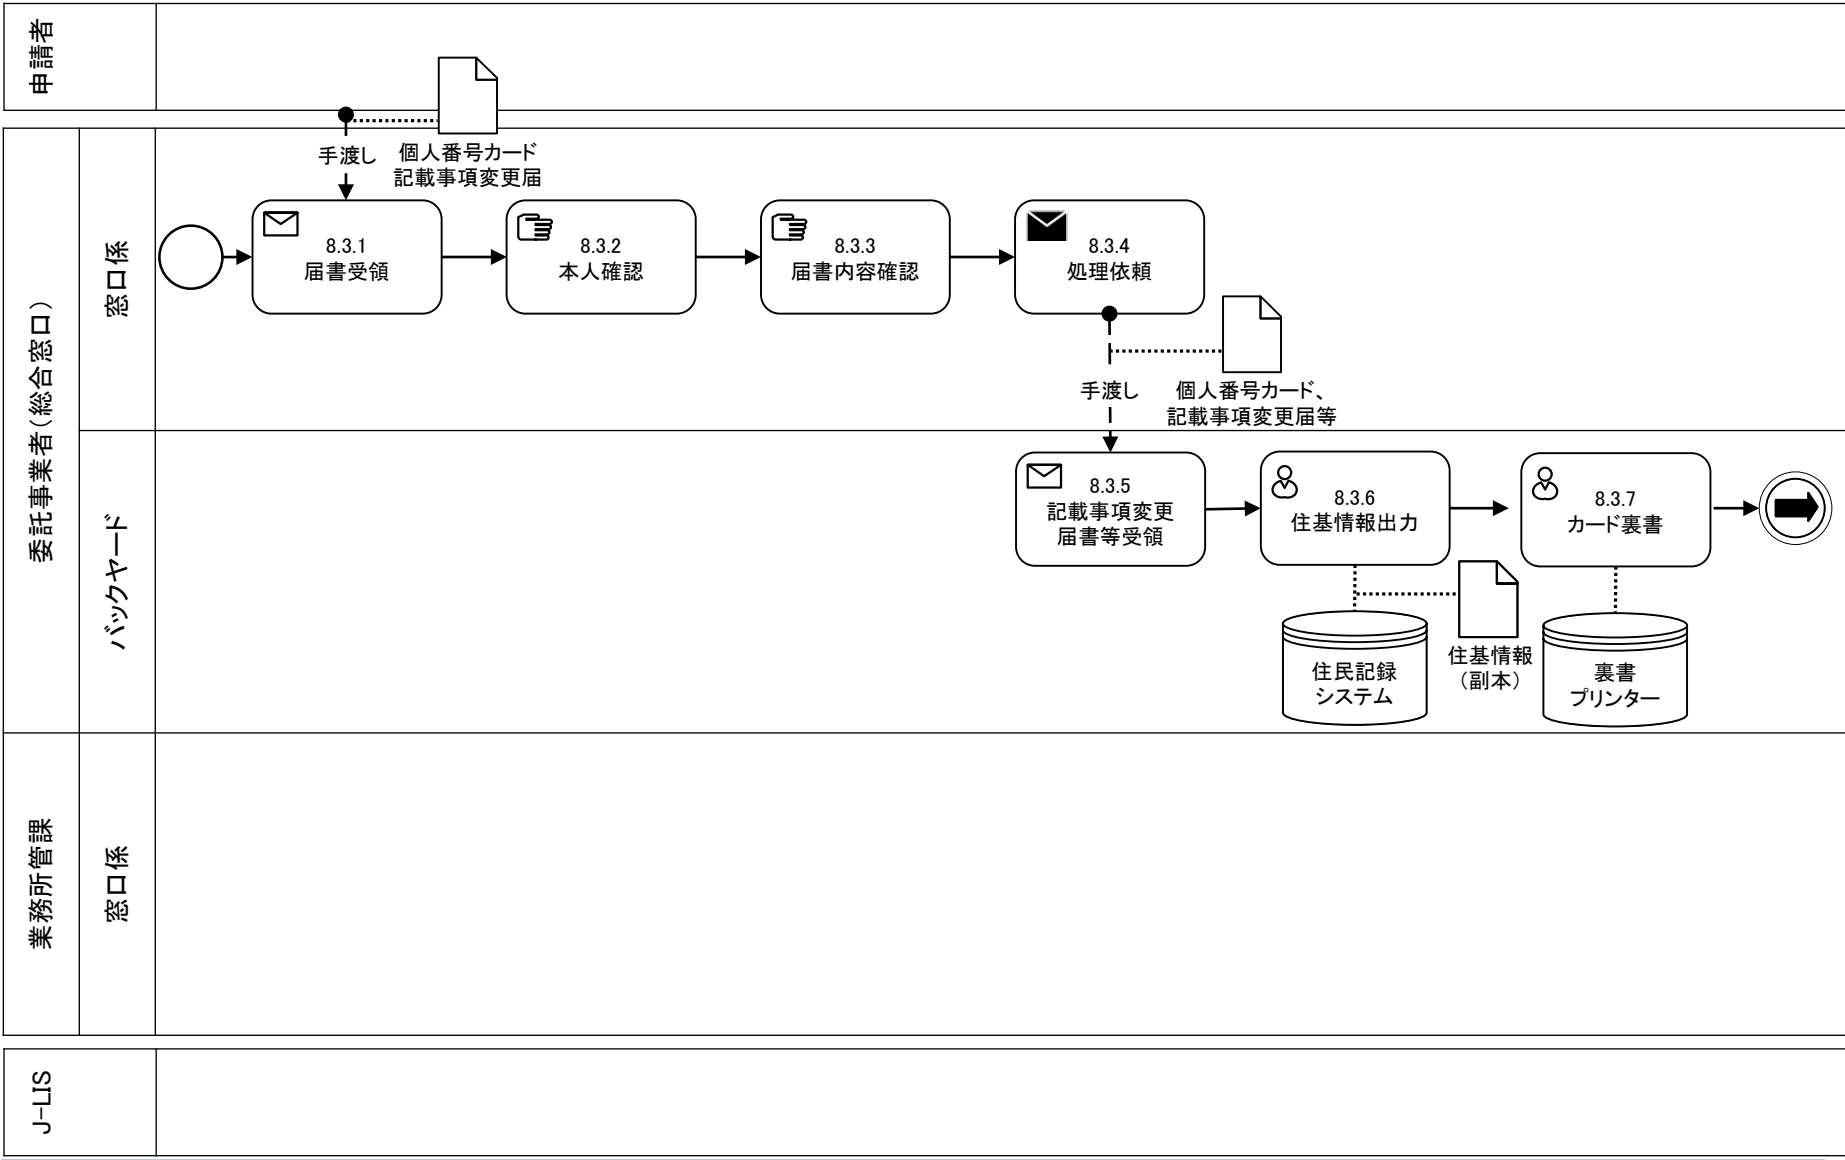 申請者
手渡し
個人番号カード
記載事項変更届
委託事業者(総合窓口)
窓口係
8.3.1
届書受領
8.3.2
本人確認
8.3.3
届書内容確認
8.3.4
処理依頼
手渡し
個人番号カード、
記載事項変更届等
バックヤード
8.3.5
記載事項変更
届書等受領
8.3.6
住基情報出力
8.3.7
カード裏書
住民記録
システム
住基情報
(副本)
裏書
プリンター
業務所管課
窓口係
J-LIS